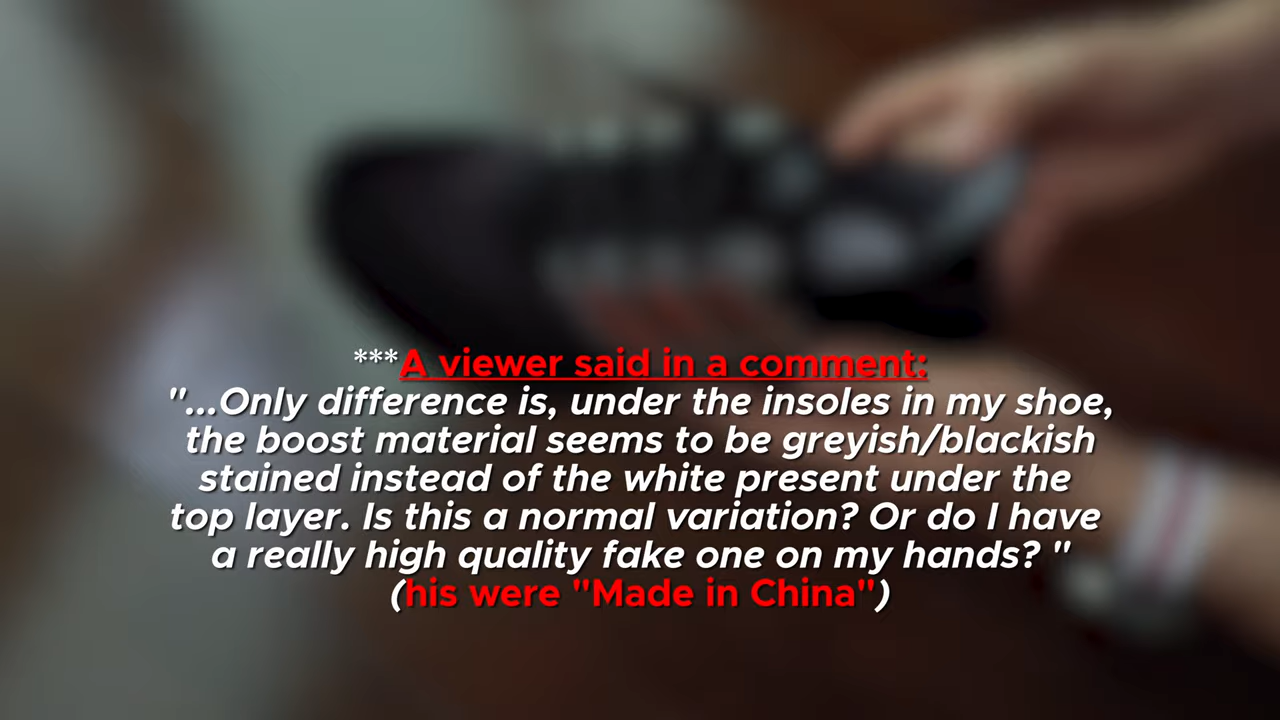 ***A viewer said in a comment:
"...Only difference is, under the insoles in my shoe,
the boost material seems to be greyish/blackish
stained instead of the white present under the
top layer. Is this a normal variation? Or do I have
a really high quality fake one on my hands? "
(his were "Made in China")